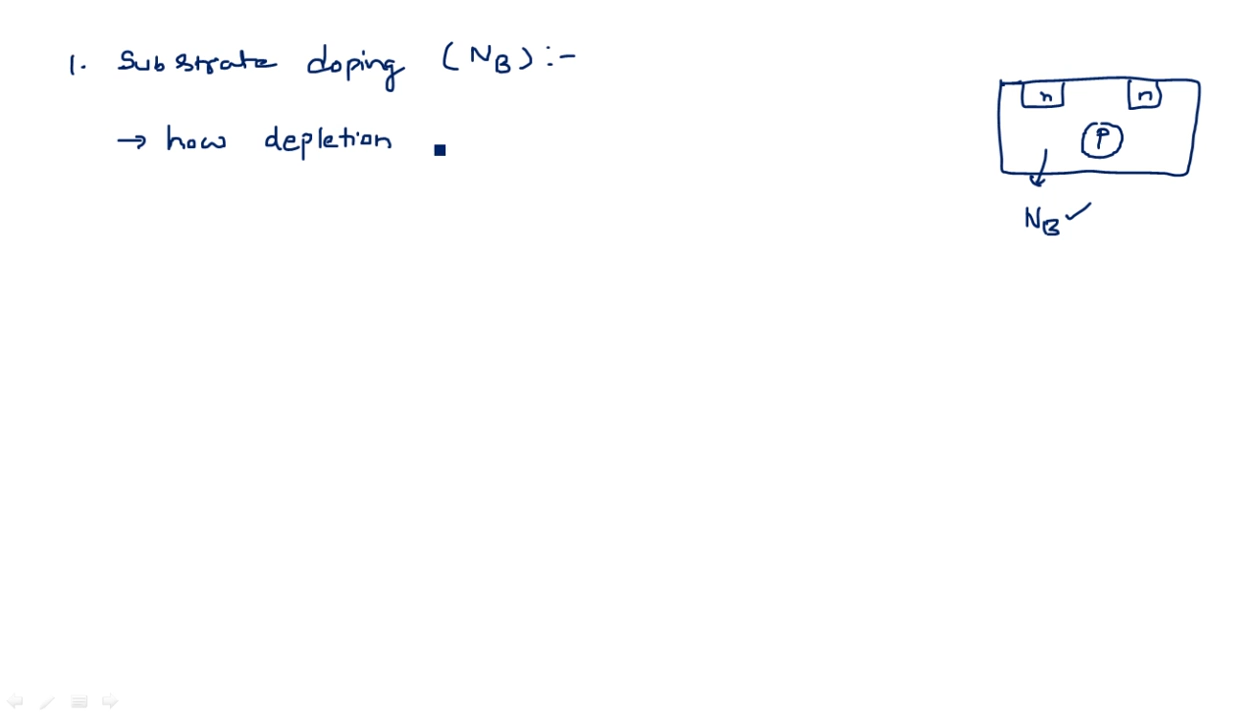 1. Substrate doping (NB) :-
→ how depletion
n n
P
NB ✓